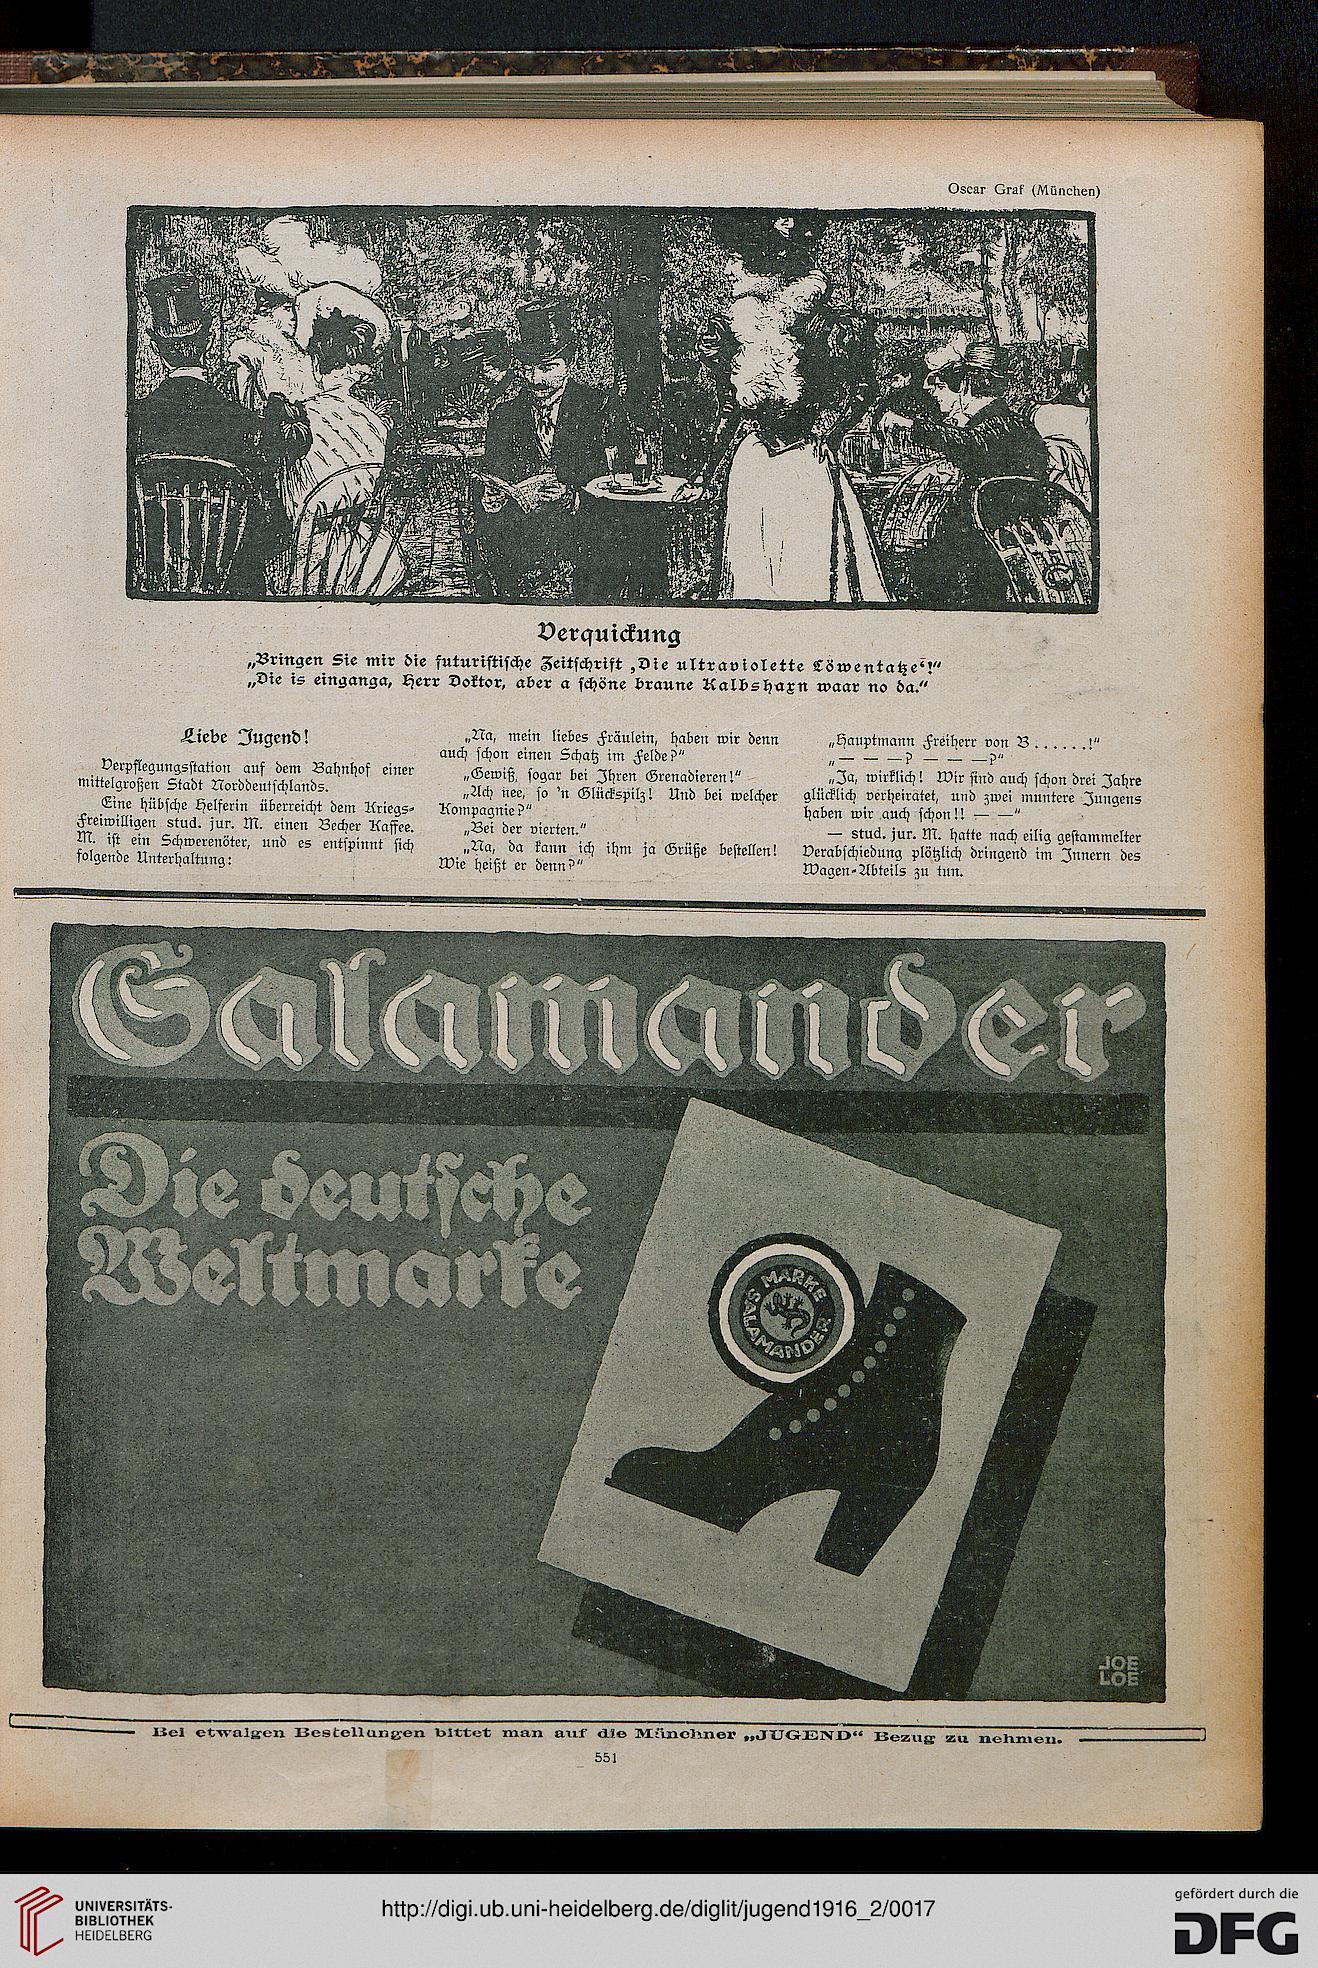 Oscar Graf (München)
Verquickung
„Bringen Sie mir die futuristische Zeitschrift ‚Die ultraviolette Löwentatze‘!“
„Die is einganga, Herr Doktor, aber a schöne braune Kalbshaxn waar no da.“
Liebe Jugend!
Verpflegungsstation auf dem Bahnhof einer
mittelgroßen Stadt Norddeutschlands.
Eine hübsche Helferin überreicht dem Kriegs-
Freiwilligen stud. jur. M. einen Becher Kaffee.
M. ist ein Schwerenöter, und es entspinnt sich
folgende Unterhaltung:
„Na, mein liebes Fräulein, haben wir denn
auch schon einen Schatz im Felde?“
„Gewiß, sogar bei Ihren Grenadieren!“
„Ach nee, so 'n Glückspilz! Und bei welcher
Kompagnie?“
„Bei der vierten.“
„Na, da kann ich ihm ja Grüße bestellen!
Wie heißt er denn?“
„Hauptmann Freiherr von B......!“
„— — —? — — —?“
„Ja, wirklich! Wir sind auch schon drei Jahre
glücklich verheiratet, und zwei muntere Jungens
haben wir auch schon!! — —“
— stud. jur. M. hatte nach eilig gestammelter
Verabschiedung plötzlich dringend im Innern des
Wagen-Abteils zu tun.
Salamander
Die deutsche
Weltmarke
MARKE
SALAMANDER
JOE
LOE
Bei etwaigen Bestellungen bittet man auf die Münchner „JUGEND“ Bezug zu nehmen.
551
UNIVERSITÄTS-
BIBLIOTHEK
HEIDELBERG
http://digi.ub.uni-heidelberg.de/diglit/jugend1916_2/0017
gefördert durch die
DFG